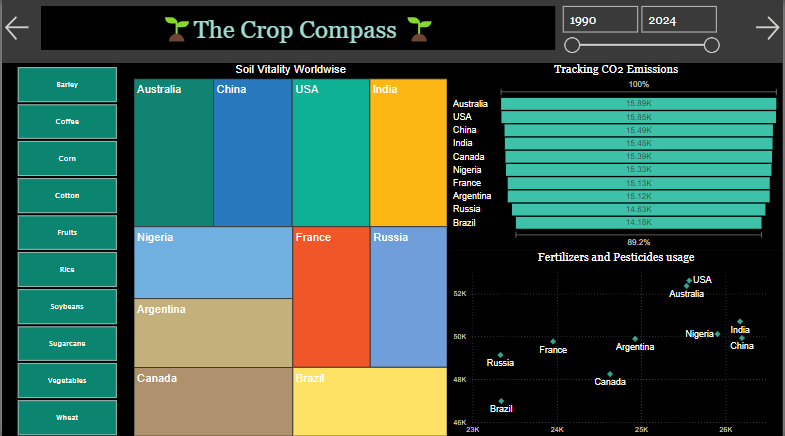 🌱The Crop Compass 🌱
1990
2024
Barley
Coffee
Corn
Cotton
Fruits
Rice
Soybeans
Sugarcane
Vegetables
Wheat
Soil Vitality Worldwide
Australia
China
USA
India
Nigeria
France
Russia
Argentina
Canada
Brazil
Tracking CO2 Emissions
100%
Australia 15.89K
USA 15.85K
China 15.49K
India 15.45K
Canada 15.39K
Nigeria 15.33K
France 15.13K
Argentina 15.12K
Russia 14.63K
Brazil 14.18K
89.2%
Fertilizers and Pesticides usage
52K
50K
48K
46K
USA
Australia
India
Nigeria
China
Argentina
France
Russia
Canada
Brazil
23K 24K 25K 26K